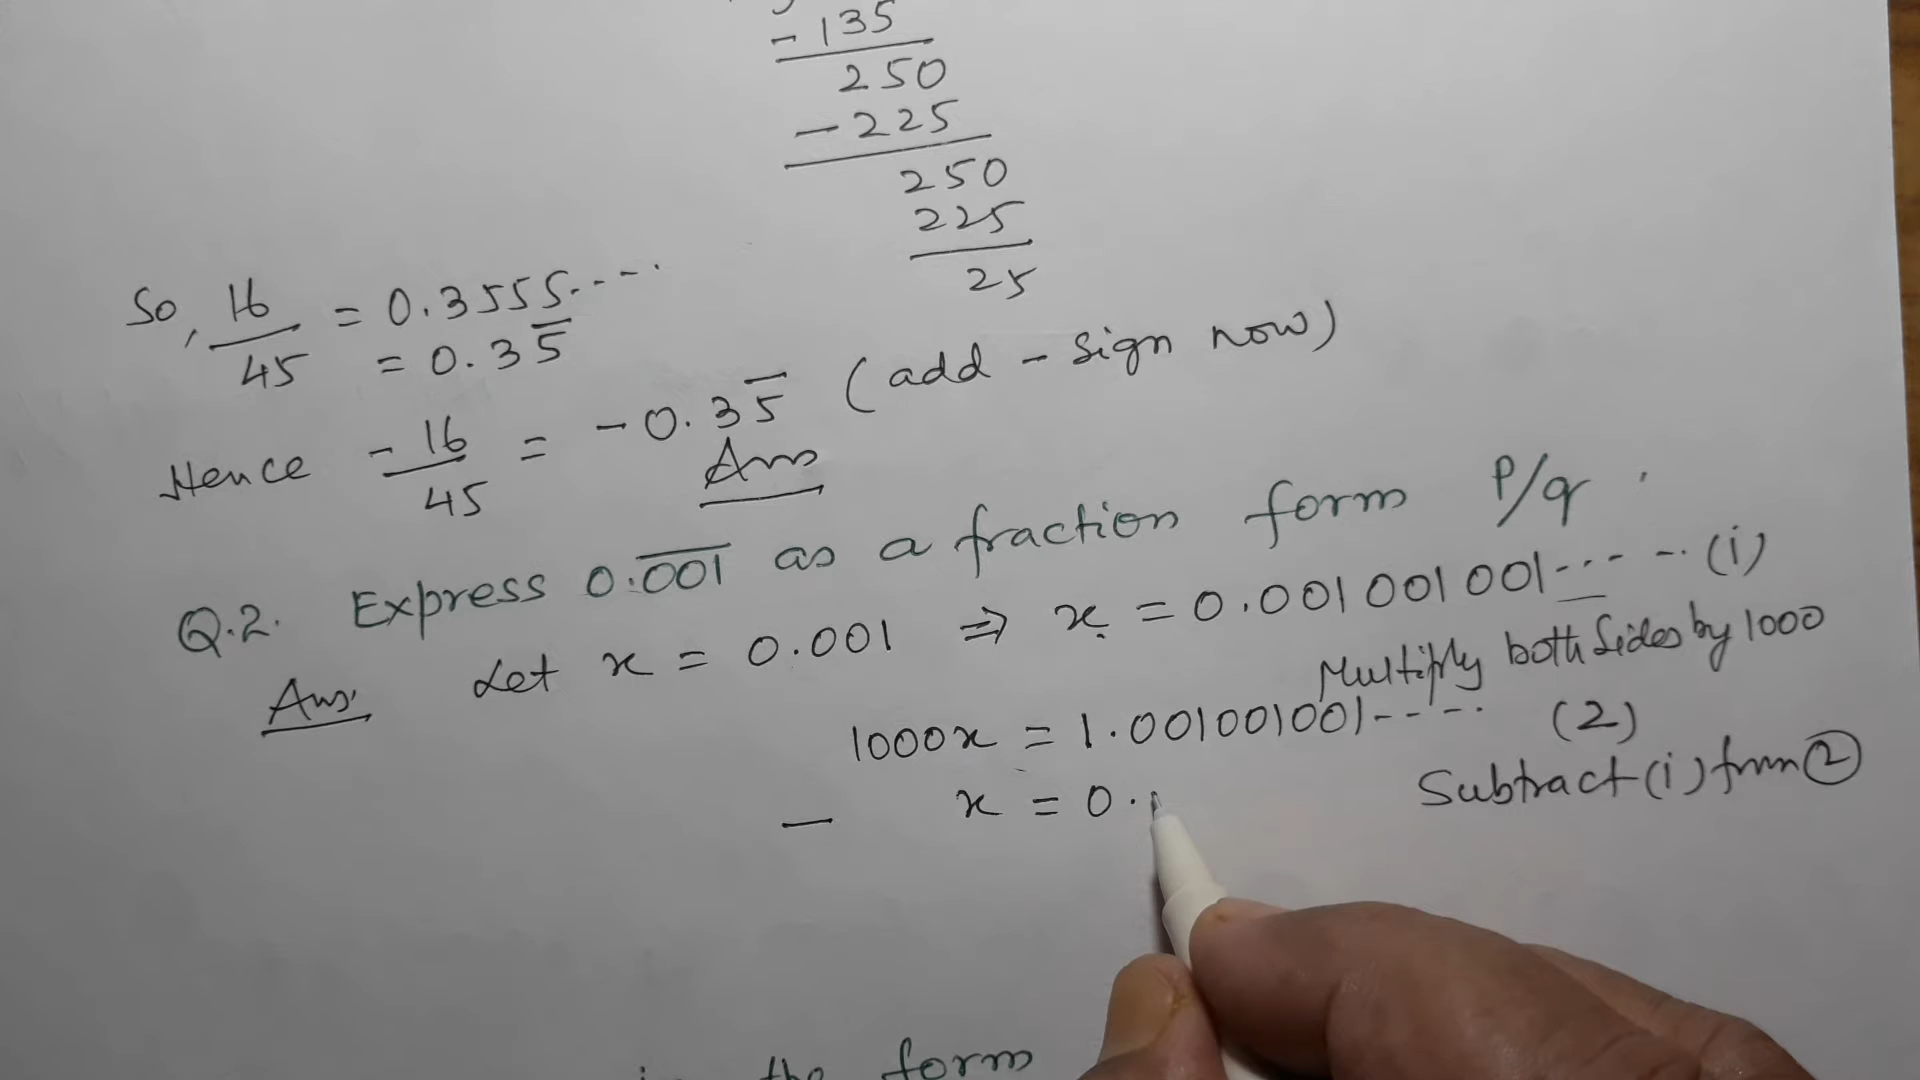 - 135
250
- 225
250
225
25
So, 16/45 = 0.3555.....
= 0.35̅
Hence -16/45 = -0.35̅ (add - sign now)
Ans
Q.2. Express 0.0̅0̅1̅ as a fraction form P/q.
Ans. Let x = 0.001 ⇒ x = 0.001001001..... (i)
Multiply both sides by 1000
1000x = 1.001001001..... (2)
Subtract (i) from ②
- x = 0.
in the form